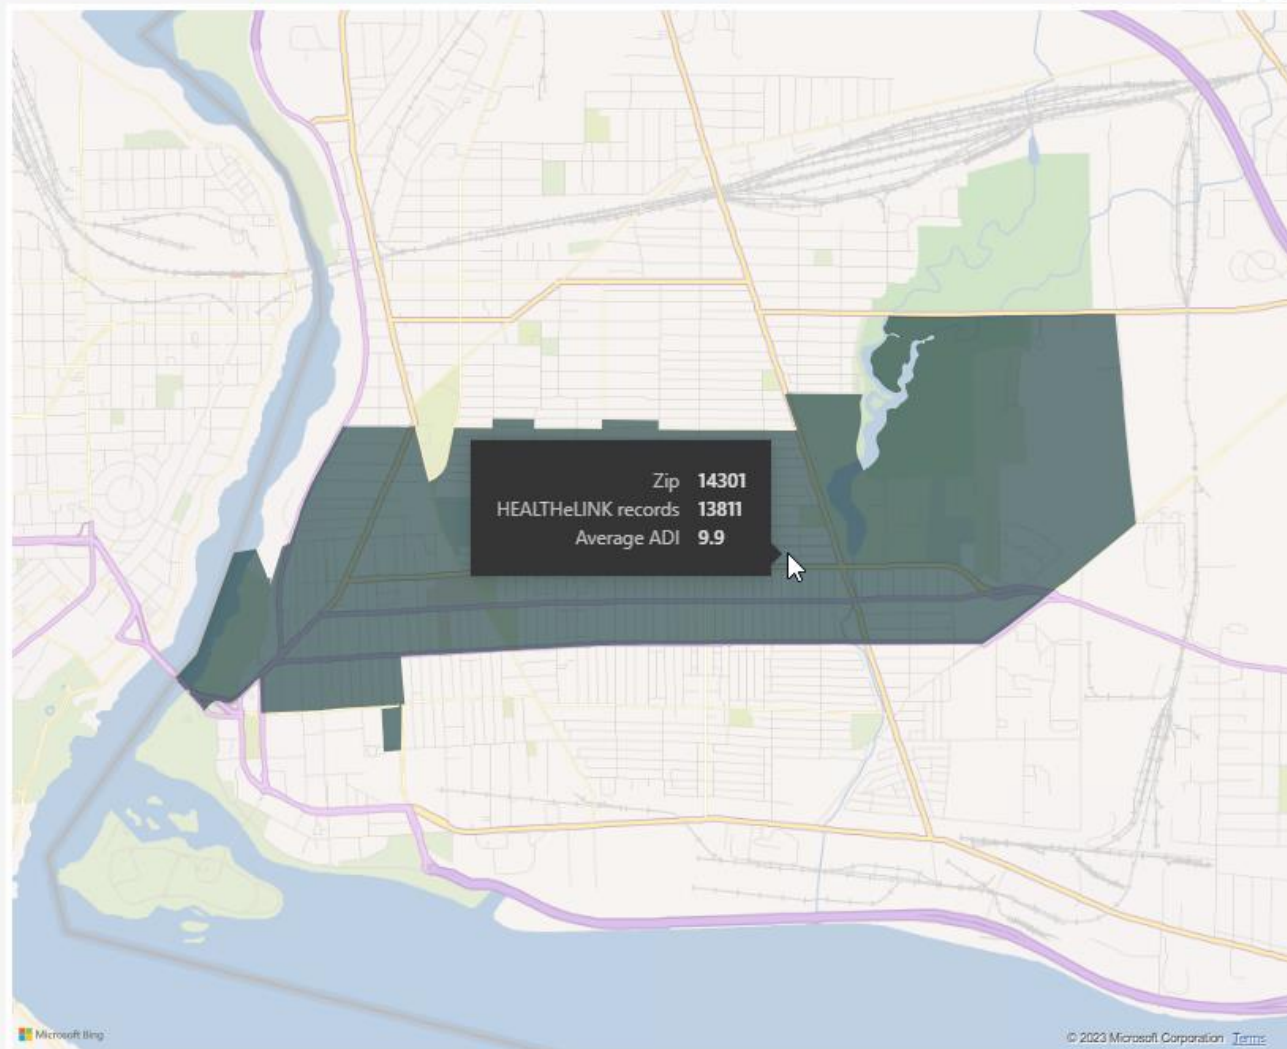 Zip 14301
HEALTHeLINK records 13811
Average ADI 9.9
Microsoft Bing
© 2023 Microsoft Corporation Terms